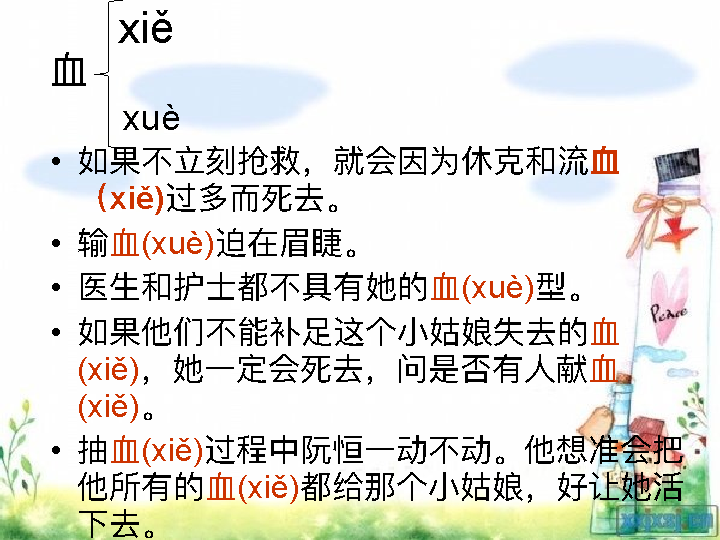 xiě
血
xuè
• 如果不立刻抢救，就会因为休克和流血
（xiě)过多而死去。
• 输血(xuè)迫在眉睫。
• 医生和护士都不具有她的血(xuè)型。
• 如果他们不能补足这个小姑娘失去的血
(xiě)，她一定会死去，问是否有人献血
(xiě)。
• 抽血(xiě)过程中阮恒一动不动。他想准会把
他所有的血(xiě)都给那个小姑娘，好让她活
下去。
Peace